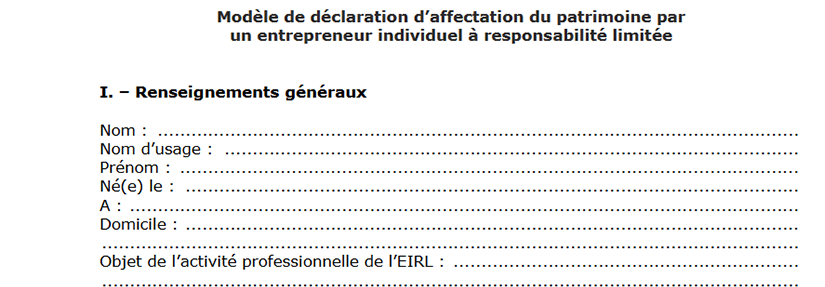 Modèle de déclaration d’affectation du patrimoine par
un entrepreneur individuel à responsabilité limitée
I. – Renseignements généraux
Nom : ................................................................................................................
Nom d’usage : ....................................................................................................
Prénom : ............................................................................................................
Né(e) le : ...........................................................................................................
A : .....................................................................................................................
Domicile : ...........................................................................................................
..........................................................................................................................
Objet de l’activité professionnelle de l’EIRL : ............................................................
..........................................................................................................................